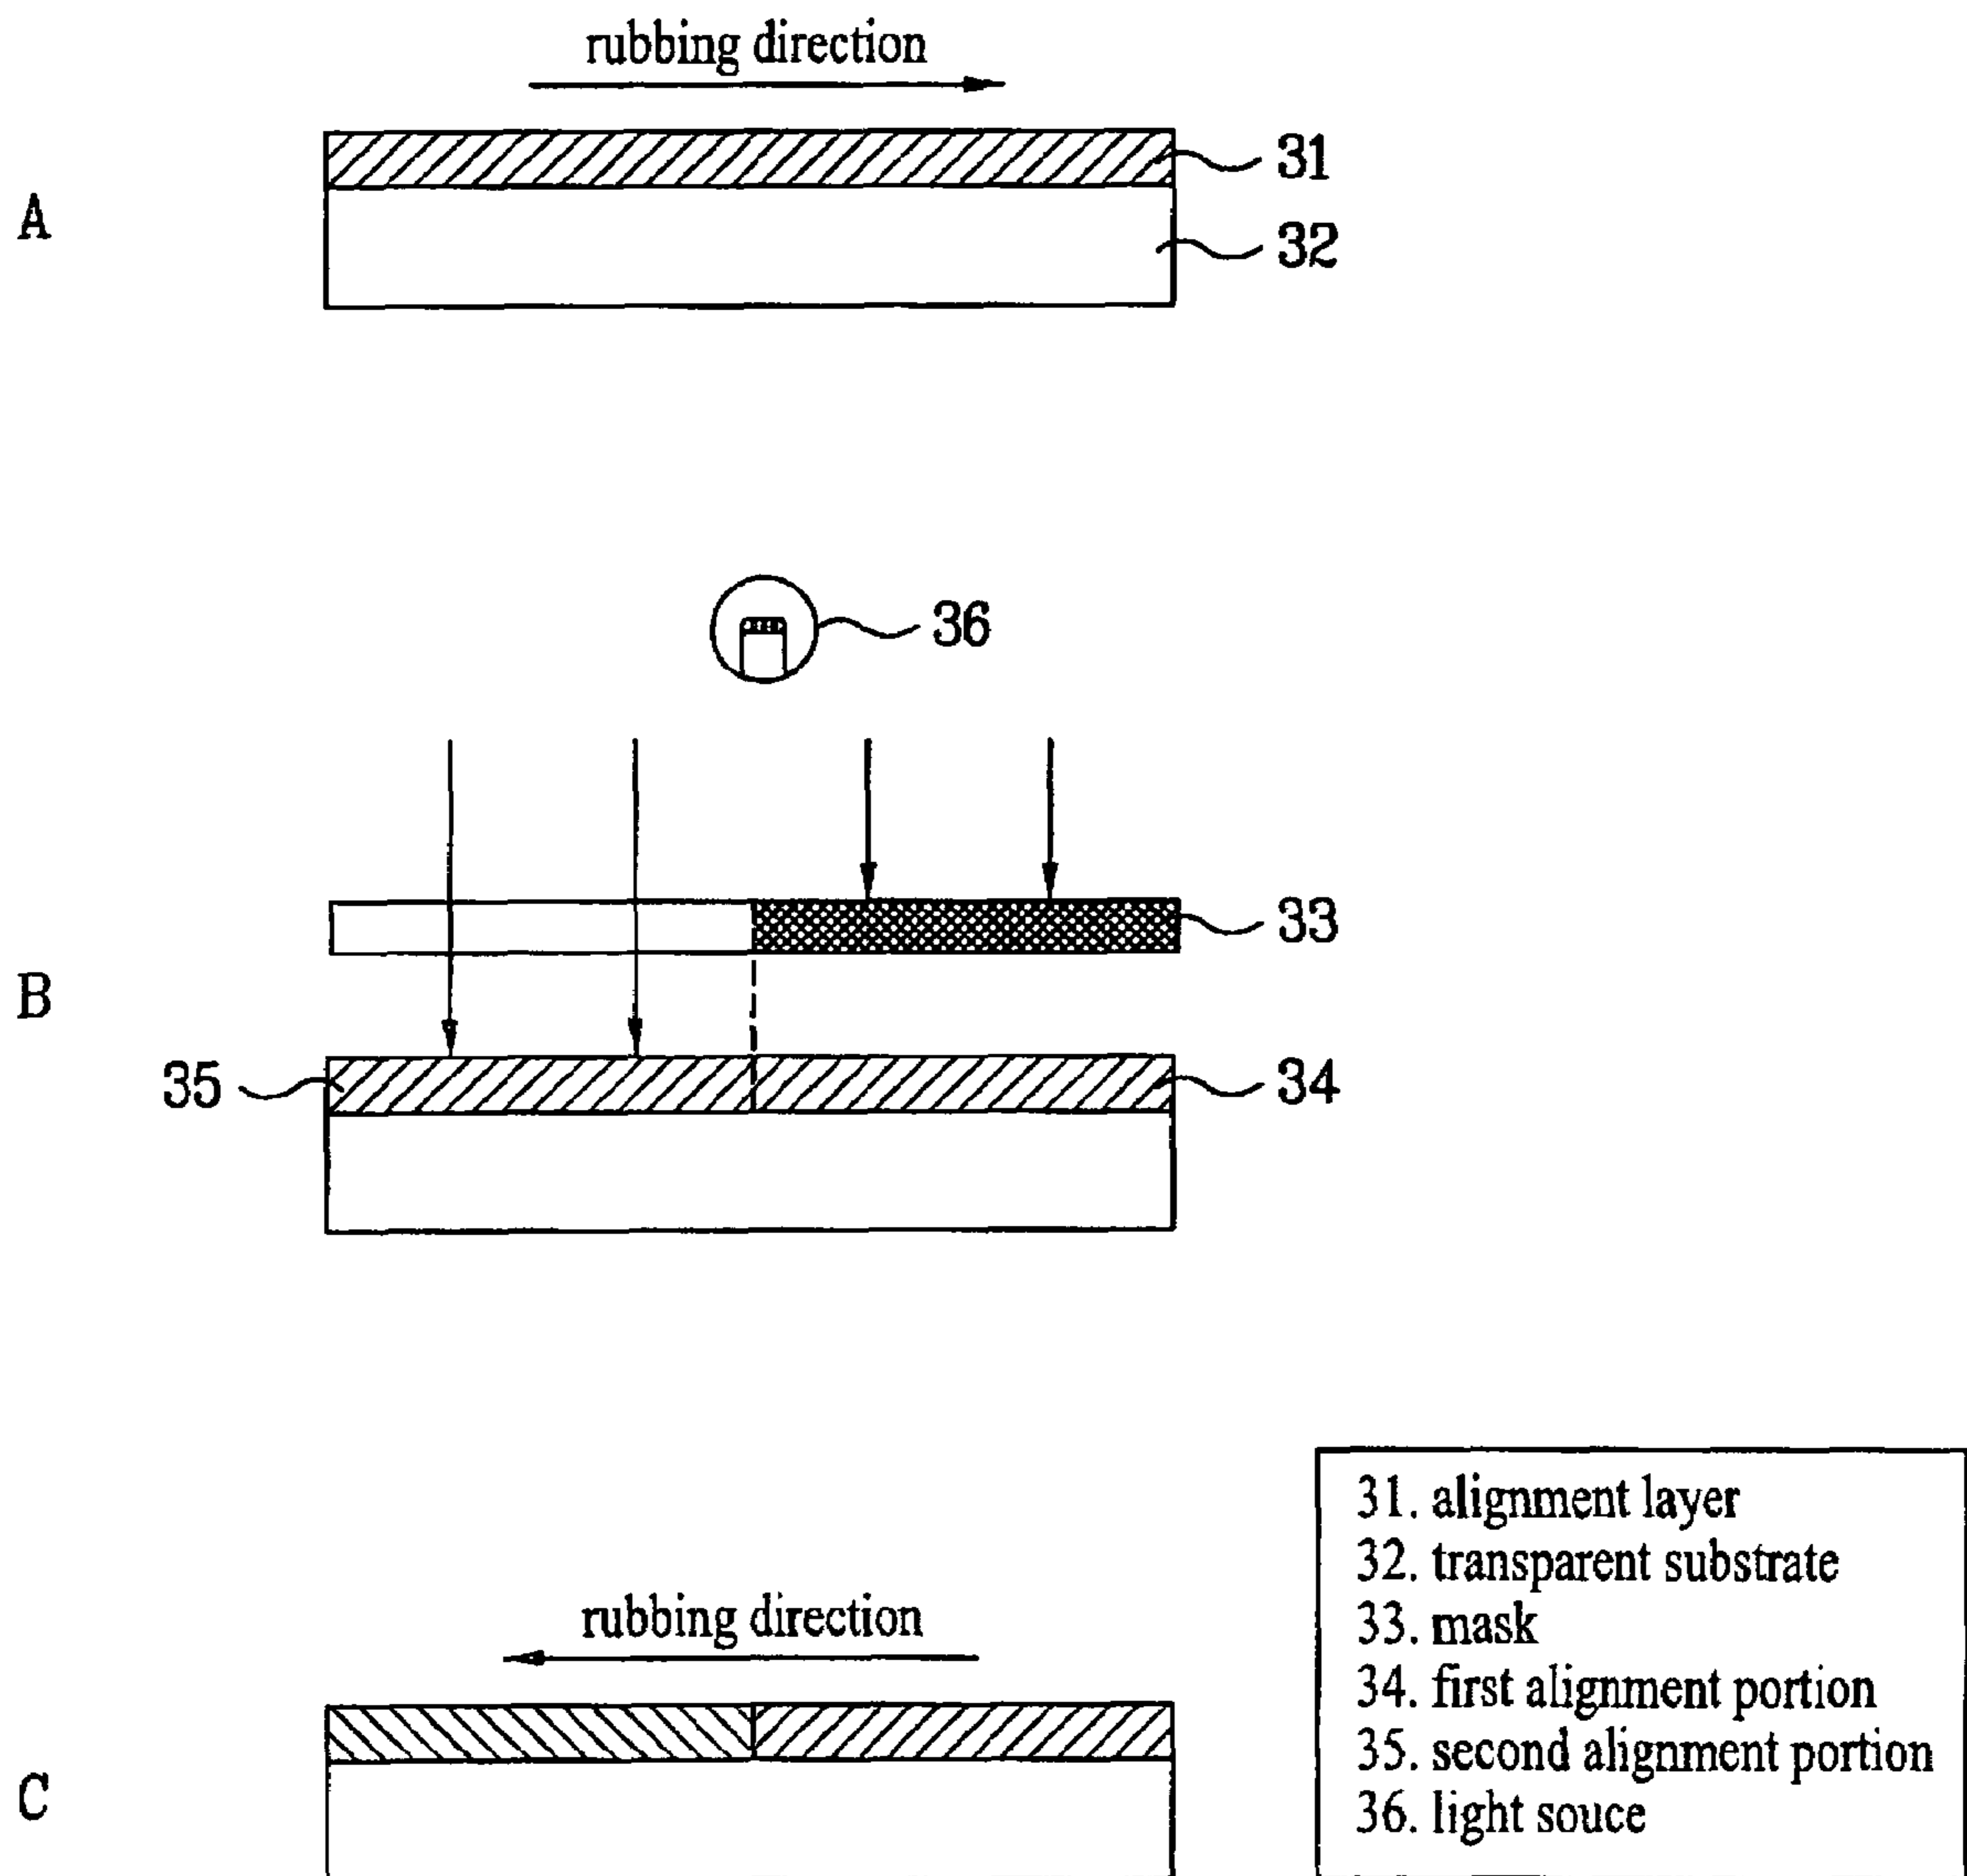 rubbing direction
31
A
32
36
33
B
35
34
31. alignment layer
32. transparent substrate
rubbing direction
33. mask
34. first alignment portion
35. second alignment portion
C
36. light souce